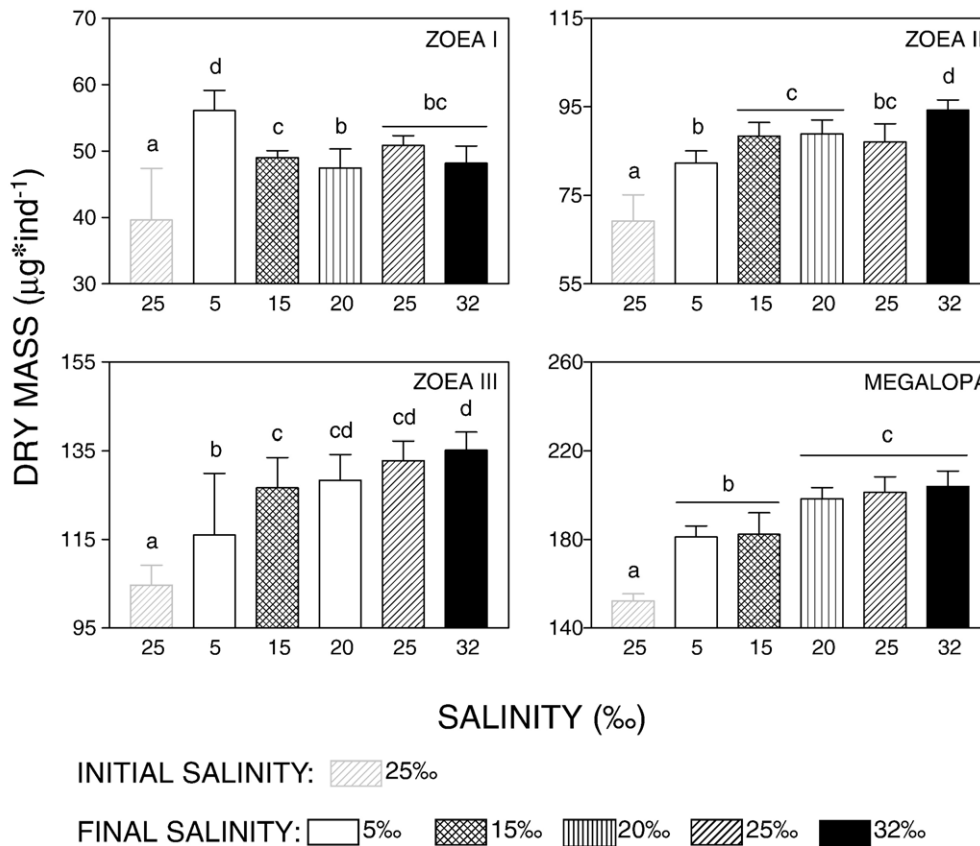 DRY MASS (µg*ind-1)
70
60
50
40
30
ZOEA I
a
d
c
b
bc
25 5 15 20 25 32
115
95
75
55
ZOEA II
a
b
c
bc
d
25 5 15 20 25 32
155
135
115
95
ZOEA III
a
b
c
cd
cd
d
25 5 15 20 25 32
260
220
180
140
MEGALOPA
a
b
c
25 5 15 20 25 32
SALINITY (‰)
INITIAL SALINITY: 25‰
FINAL SALINITY: 5‰ 15‰ 20‰ 25‰ 32‰